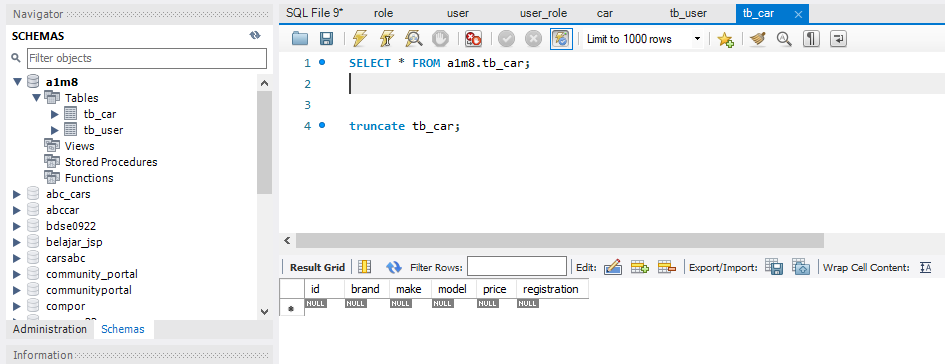 Navigator
SCHEMAS
Filter objects
a1m8
Tables
tb_car
tb_user
Views
Stored Procedures
Functions
abc_cars
abccar
bdse0922
belajar_jsp
carsabc
community_portal
communityportal
compor
Administration Schemas
Information
SQL File 9* role user user_role car tb_user tb_car
Limit to 1000 rows
1 SELECT * FROM a1m8.tb_car;
2
3
4 truncate tb_car;
Result Grid Filter Rows: Edit: Export/Import: Wrap Cell Content: IA
id brand make model price registration
NULL NULL NULL NULL NULL NULL